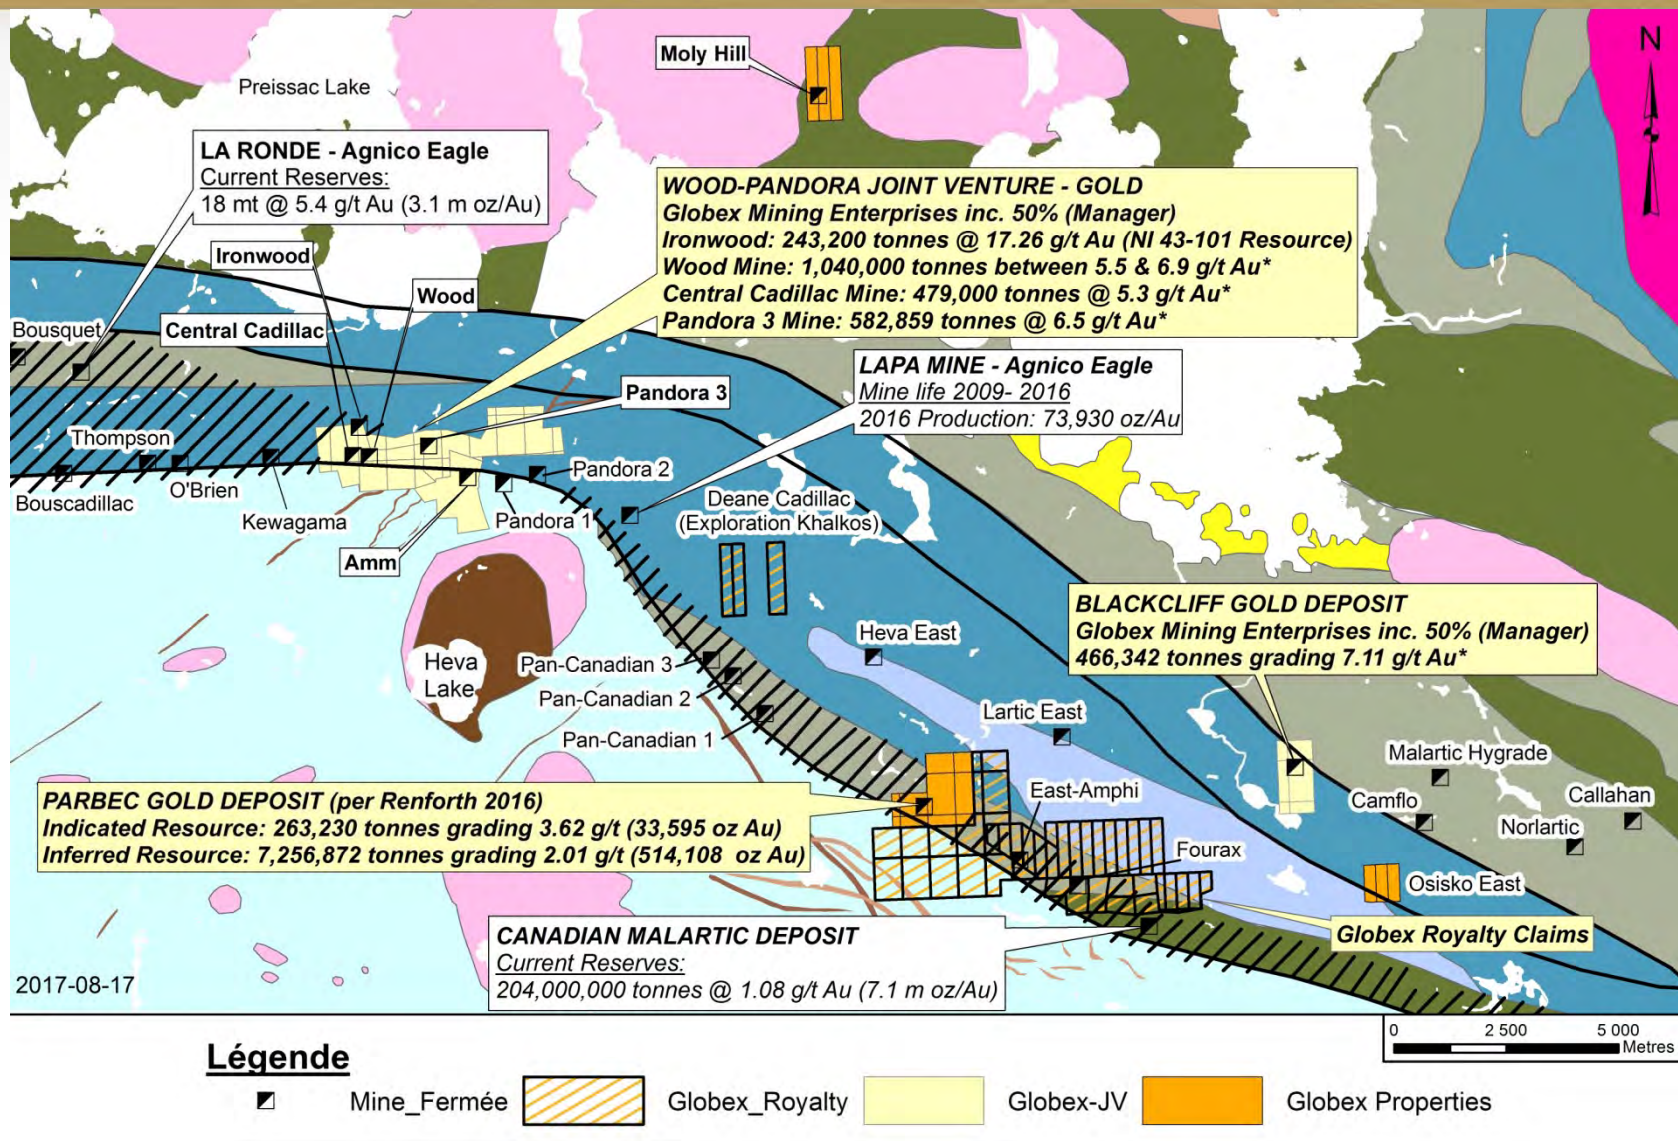 N
Moly Hill
Preissac Lake
LA RONDE - Agnico Eagle
Current Reserves:
18 mt @ 5.4 g/t Au (3.1 m oz/Au)
WOOD-PANDORA JOINT VENTURE - GOLD
Globex Mining Enterprises inc. 50% (Manager)
Ironwood: 243,200 tonnes @ 17.26 g/t Au (NI 43-101 Resource)
Wood Mine: 1,040,000 tonnes between 5.5 & 6.9 g/t Au*
Central Cadillac Mine: 479,000 tonnes @ 5.3 g/t Au*
Pandora 3 Mine: 582,859 tonnes @ 6.5 g/t Au*
Ironwood
Wood
Bousquet
Central Cadillac
LAPA MINE - Agnico Eagle
Mine life 2009- 2016
2016 Production: 73,930 oz/Au
Pandora 3
Thompson
Pandora 2
O'Brien
Bouscadillac
Kewagama
Pandora 1
Deane Cadillac
(Exploration Khalkos)
Amm
BLACKCLIFF GOLD DEPOSIT
Globex Mining Enterprises inc. 50% (Manager)
466,342 tonnes grading 7.11 g/t Au*
Heva East
Heva
Lake
Pan-Canadian 3
Pan-Canadian 2
Pan-Canadian 1
Lartic East
Malartic Hygrade
Callahan
Camflo
Norlartic
East-Amphi
PARBEC GOLD DEPOSIT (per Renforth 2016)
Indicated Resource: 263,230 tonnes grading 3.62 g/t (33,595 oz Au)
Inferred Resource: 7,256,872 tonnes grading 2.01 g/t (514,108 oz Au)
Fourax
Osisko East
Globex Royalty Claims
CANADIAN MALARTIC DEPOSIT
Current Reserves:
204,000,000 tonnes @ 1.08 g/t Au (7.1 m oz/Au)
2017-08-17
0 2 500 5 000
Metres
Légende
Mine_Fermée Globex_Royalty Globex-JV Globex Properties